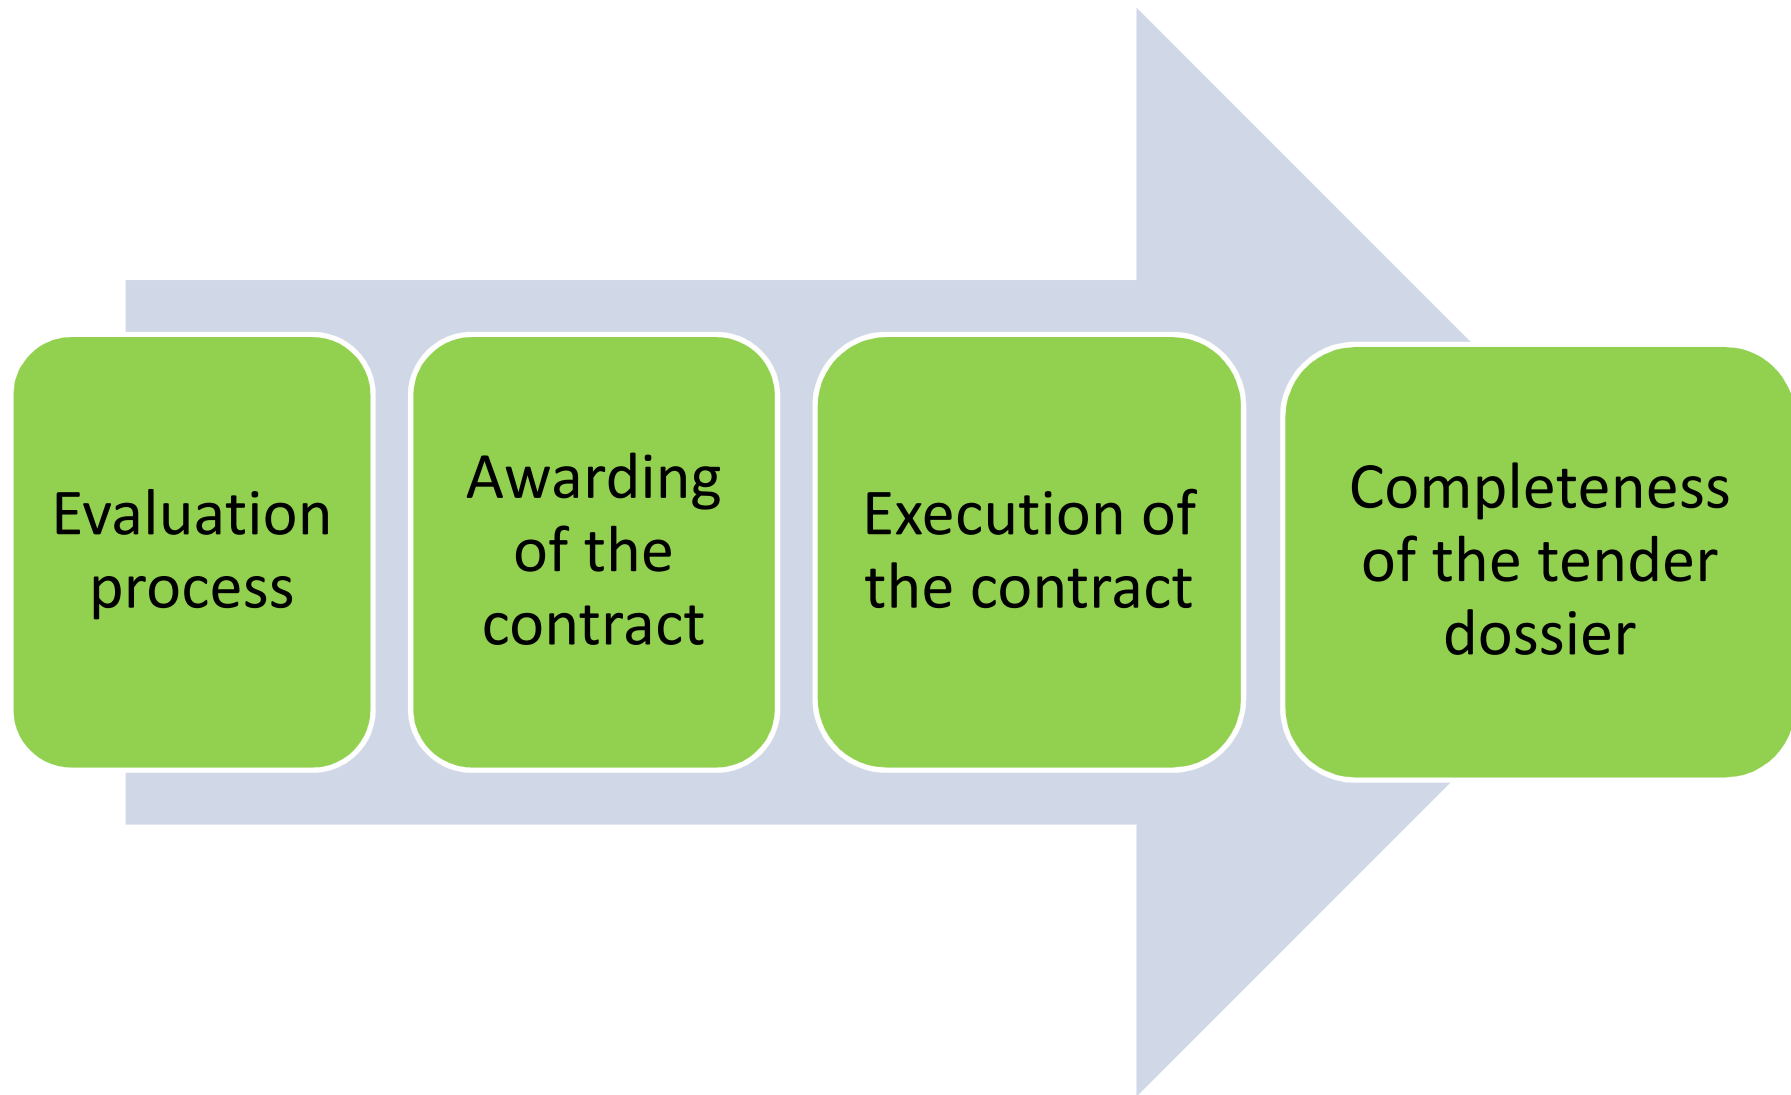 Evaluation
process
Awarding
of the
contract
Execution of
the contract
Completeness
of the tender
dossier